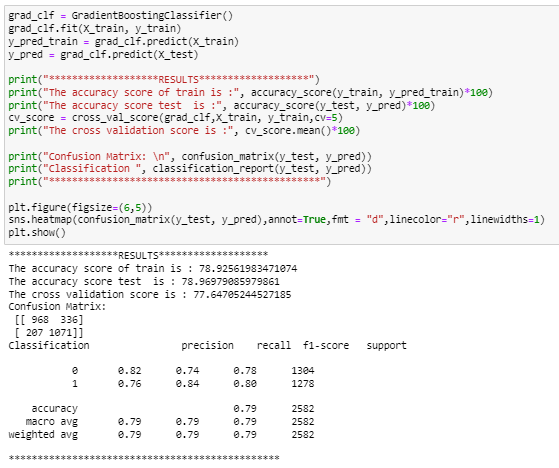 grad_clf = GradientBoostingClassifier()
grad_clf.fit(X_train, y_train)
y_pred_train = grad_clf.predict(X_train)
y_pred = grad_clf.predict(X_test)

print("*******************RESULTS*******************")
print("The accuracy score of train is :", accuracy_score(y_train, y_pred_train)*100)
print("The accuracy score test  is :", accuracy_score(y_test, y_pred)*100)
cv_score = cross_val_score(grad_clf,X_train, y_train,cv=5)
print("The cross validation score is :", cv_score.mean()*100)

print("Confusion Matrix: \n", confusion_matrix(y_test, y_pred))
print("Classification ", classification_report(y_test, y_pred))
print("***********************************************")

plt.figure(figsize=(6,5))
sns.heatmap(confusion_matrix(y_test, y_pred),annot=True,fmt = "d",linecolor="r",linewidths=1)
plt.show()
*******************RESULTS*******************
The accuracy score of train is : 78.92561983471074
The accuracy score test  is : 78.96979085979861
The cross validation score is : 77.64705244527185
Confusion Matrix:
 [[ 968  336]
 [ 207 1071]]
Classification                precision    recall  f1-score   support

           0       0.82      0.74      0.78      1304
           1       0.76      0.84      0.80      1278

    accuracy                           0.79      2582
   macro avg       0.79      0.79      0.79      2582
weighted avg       0.79      0.79      0.79      2582

***********************************************